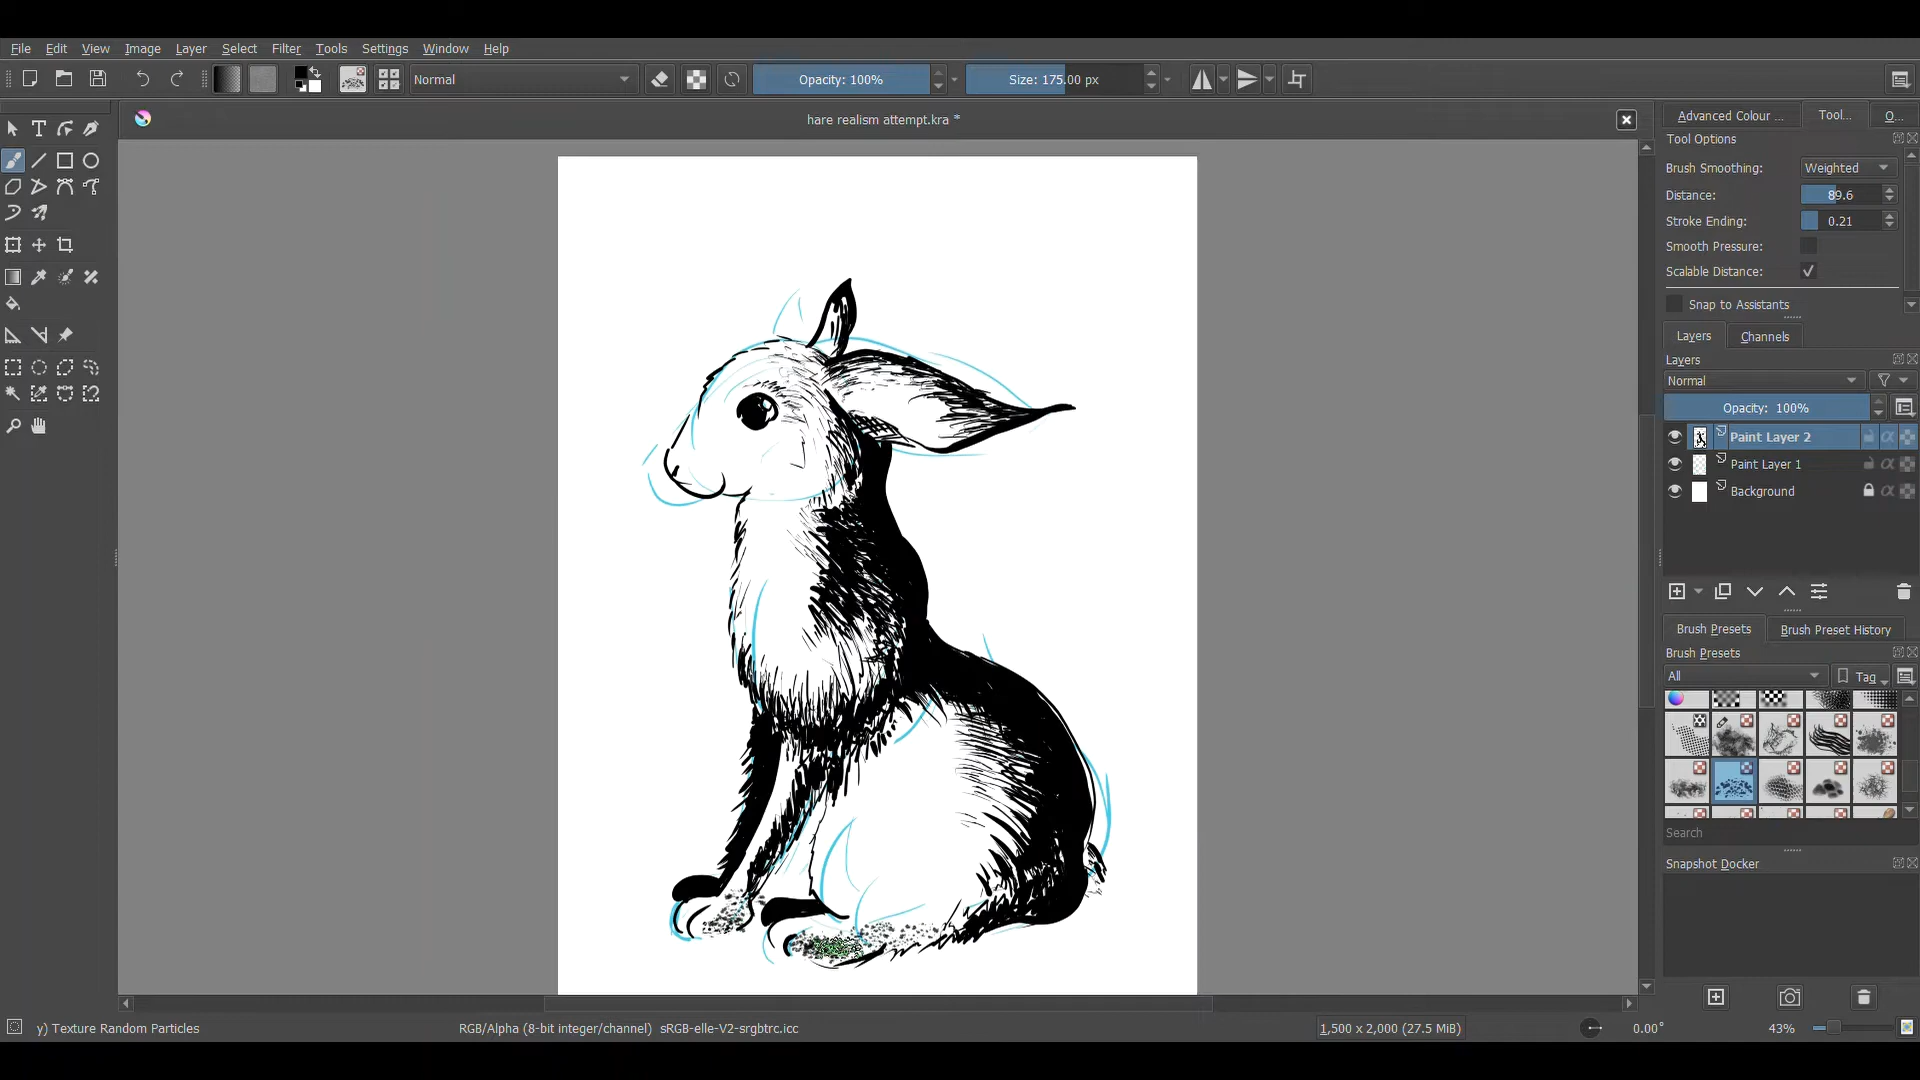 File Edit View Image Layer Select Filter Tools Settings Window Help
Normal Opacity: 100% Size: 175.00 px
hare realism attempt.kra *
Advanced Colour ... Tool... O...
Tool Options
Brush Smoothing: Weighted
Distance: 89.6
Stroke Ending: 0.21
Smooth Pressure:
Scalable Distance:
Snap to Assistants
Layers Channels
Layers
Normal
Opacity: 100%
Paint Layer 2
Paint Layer 1
Background
Brush Presets Brush Preset History
Brush Presets
All Tag
Search
Snapshot Docker
y) Texture Random Particles RGB/Alpha (8-bit integer/channel) sRGB-elle-V2-srgbtrc.icc 1,500 x 2,000 (27.5 MiB) 0.00° 43%